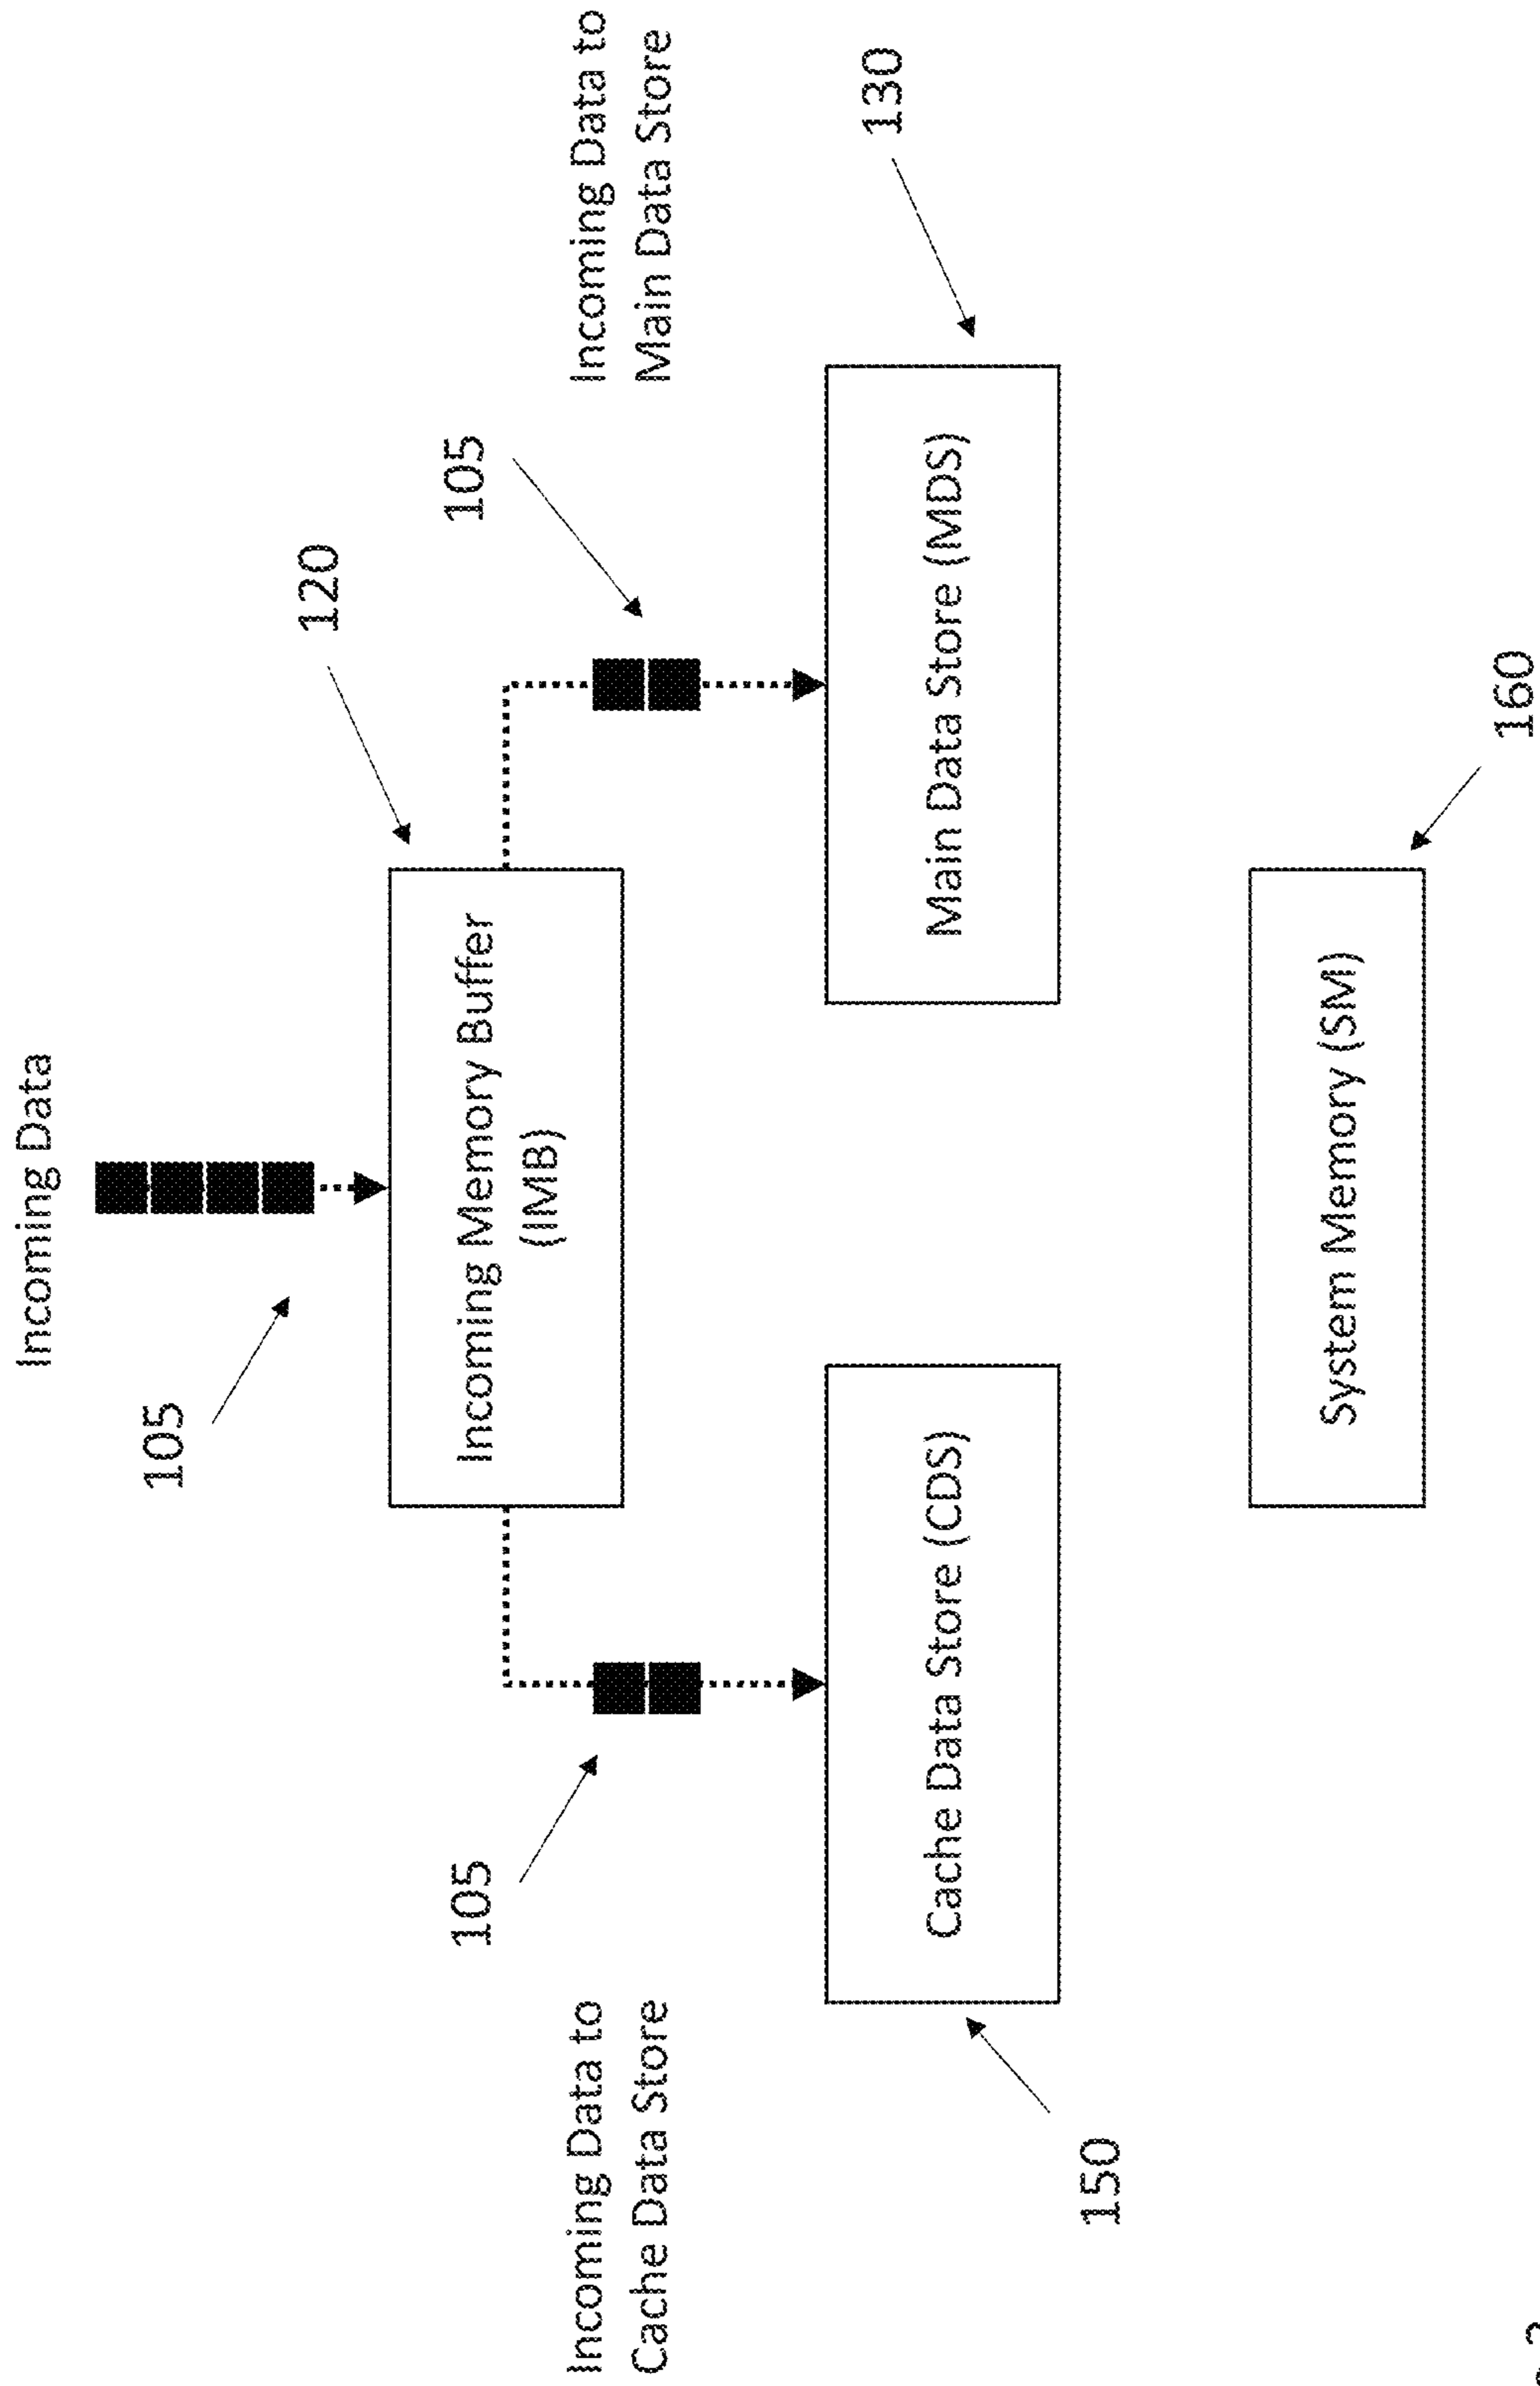 Incoming Data
105
120
Incoming Memory Buffer
(IMB)
105
105
Incoming Data to
Cache Data Store
Incoming Data to
Main Data Store
130
Cache Data Store (CDS)
Main Data Store (MDS)
150
System Memory (SM)
160